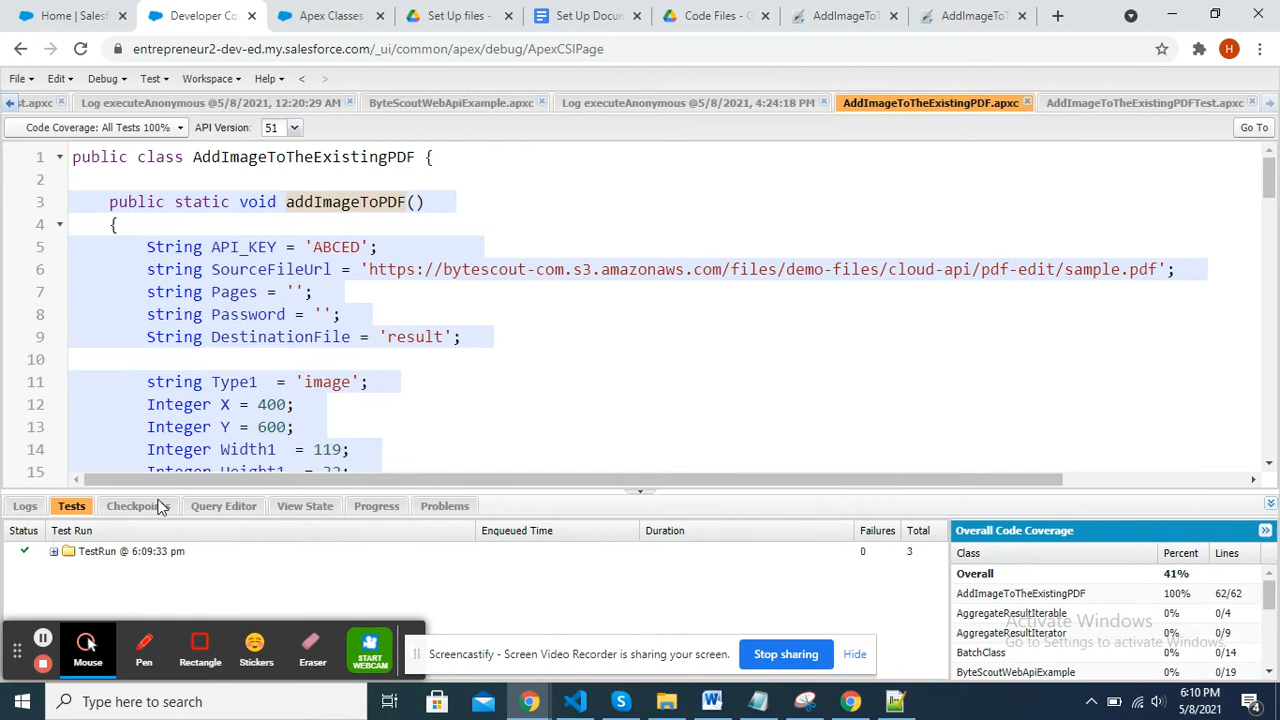 Home | Salesf
Developer Co
Apex Classes
Set Up files -
Set Up Docum
Code Files - G
AddImageToT
AddImageToT
entrepreneur2-dev-ed.my.salesforce.com/_ui/common/apex/debug/ApexCSIPage
H
File Edit Debug Test Workspace Help < >
st.apxc
Log executeAnonymous @5/8/2021, 12:20:29 AM
ByteScoutWebApiExample.apxc
Log executeAnonymous @5/8/2021, 4:24:18 PM
AddImageToTheExistingPDF.apxc
AddImageToTheExistingPDFTest.apxc
Code Coverage: All Tests 100% API Version: 51 Go To
1 public class AddImageToTheExistingPDF {
2
3 public static void addImageToPDF()
4 {
5 String API_KEY = 'ABCED';
6 string SourceFileUrl = 'https://bytescout-com.s3.amazonaws.com/files/demo-files/cloud-api/pdf-edit/sample.pdf';
7 string Pages = '';
8 string Password = '';
9 String DestinationFile = 'result';
10
11 string Type1 = 'image';
12 Integer X = 400;
13 Integer Y = 600;
14 Integer Width1 = 119;
15 Integer Height1 = 32;
Logs Tests Checkpoints Query Editor View State Progress Problems
Status Test Run Enqueued Time Duration Failures Total
TestRun @ 6:09:33 pm 0 3
Overall Code Coverage
Class Percent Lines
Overall 41%
AddImageToTheExistingPDF 100% 62/62
AggregateResultIterable 0% 0/4
AggregateResultIterator 0% 0/9
BatchClass 0% 0/14
ByteScoutWebApiExample 0% 0/19
Activate Windows
Go to Settings to activate Windows.
Mouse Pen Rectangle Stickers Eraser START WEBCAM
Screencastify - Screen Video Recorder is sharing your screen. Stop sharing Hide
Type here to search
6:10 PM
5/8/2021
4